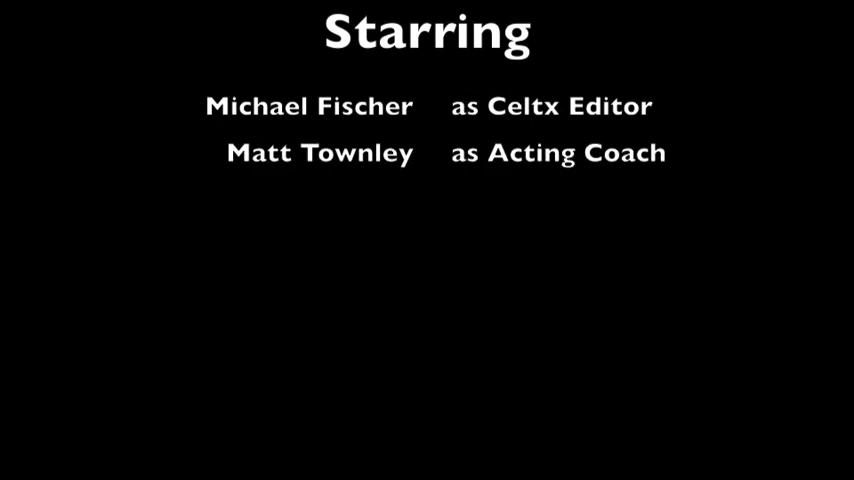 Starring
Michael Fischer as Celtx Editor
Matt Townley as Acting Coach